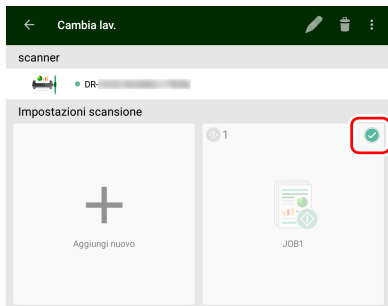 Cambia lav.
scanner
DR-
Impostazioni scansione
1
Aggiungi nuovo
JOB1